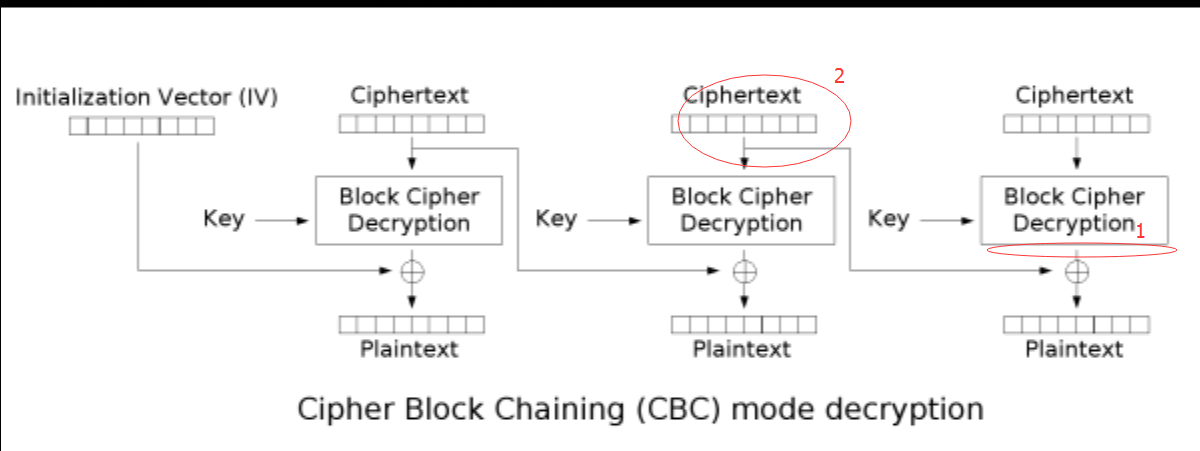 2
Initialization Vector (IV)
Ciphertext
Ciphertext
Ciphertext
Key
Block Cipher
Decryption
Key
Block Cipher
Decryption
Key
Block Cipher
Decryption
1
Plaintext
Plaintext
Plaintext
Cipher Block Chaining (CBC) mode decryption